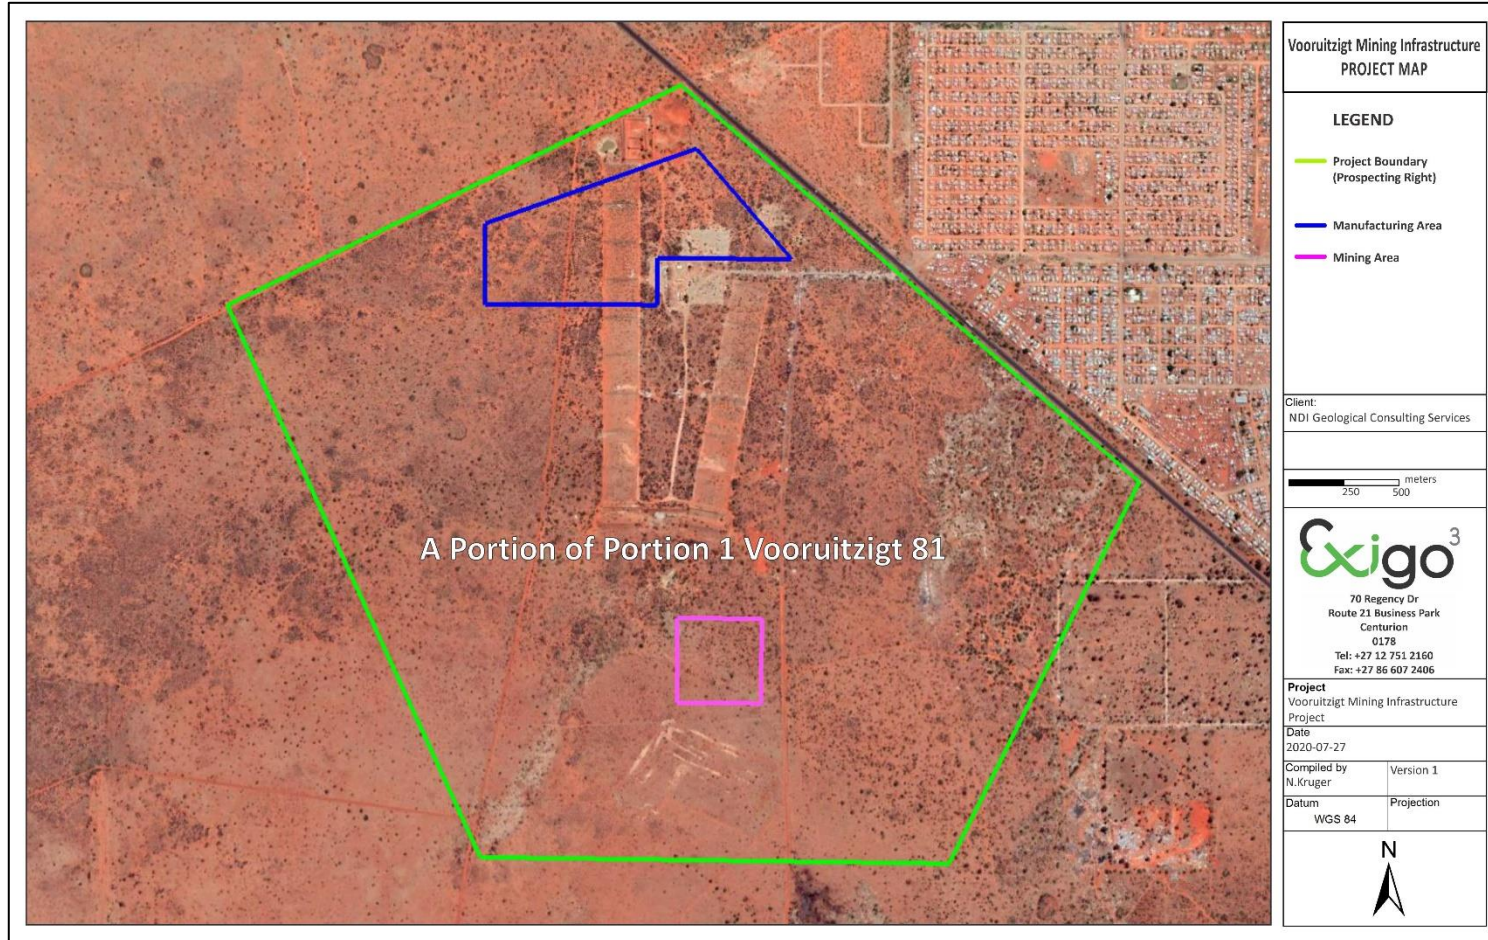 A Portion of Portion 1 Vooruitzigt 81
Vooruitzigt Mining Infrastructure
PROJECT MAP
LEGEND
Project Boundary
(Prospecting Right)
Manufacturing Area
Mining Area
Client:
NDI Geological Consulting Services
meters
250 500
Exigo3
70 Regency Dr
Route 21 Business Park
Centurion
0178
Tel: +27 12 751 2160
Fax: +27 86 607 2406
Project
Vooruitzigt Mining Infrastructure
Project
Date
2020-07-27
Compiled by
N.Kruger
Version 1
Datum
WGS 84
Projection
N